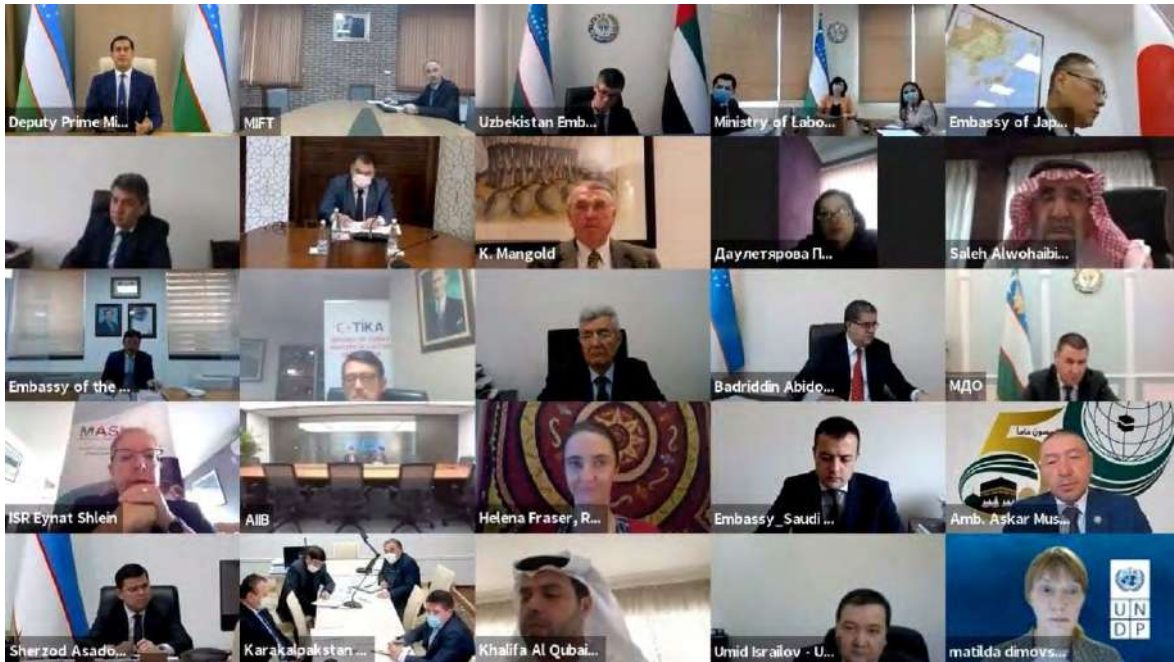 Deputy Prime Mi...
MIFT
Uzbekistan Emb...
Ministry of Labo...
Embassy of Jap...
K. Mangold
Даулетярова П...
Saleh Alwohaibi...
Embassy of the ...
TIKA
Badriddin Abido...
МДО
MASH
ISR Eynat Shlein
AIIB
Helena Fraser, R...
Embassy_Saudi ...
Amb. Askar Mus...
Sherzod Asado...
Karakalpakstan ...
Khalifa Al Qubai...
Umid Israilov - U...
matilda dimovs...
U N
D P